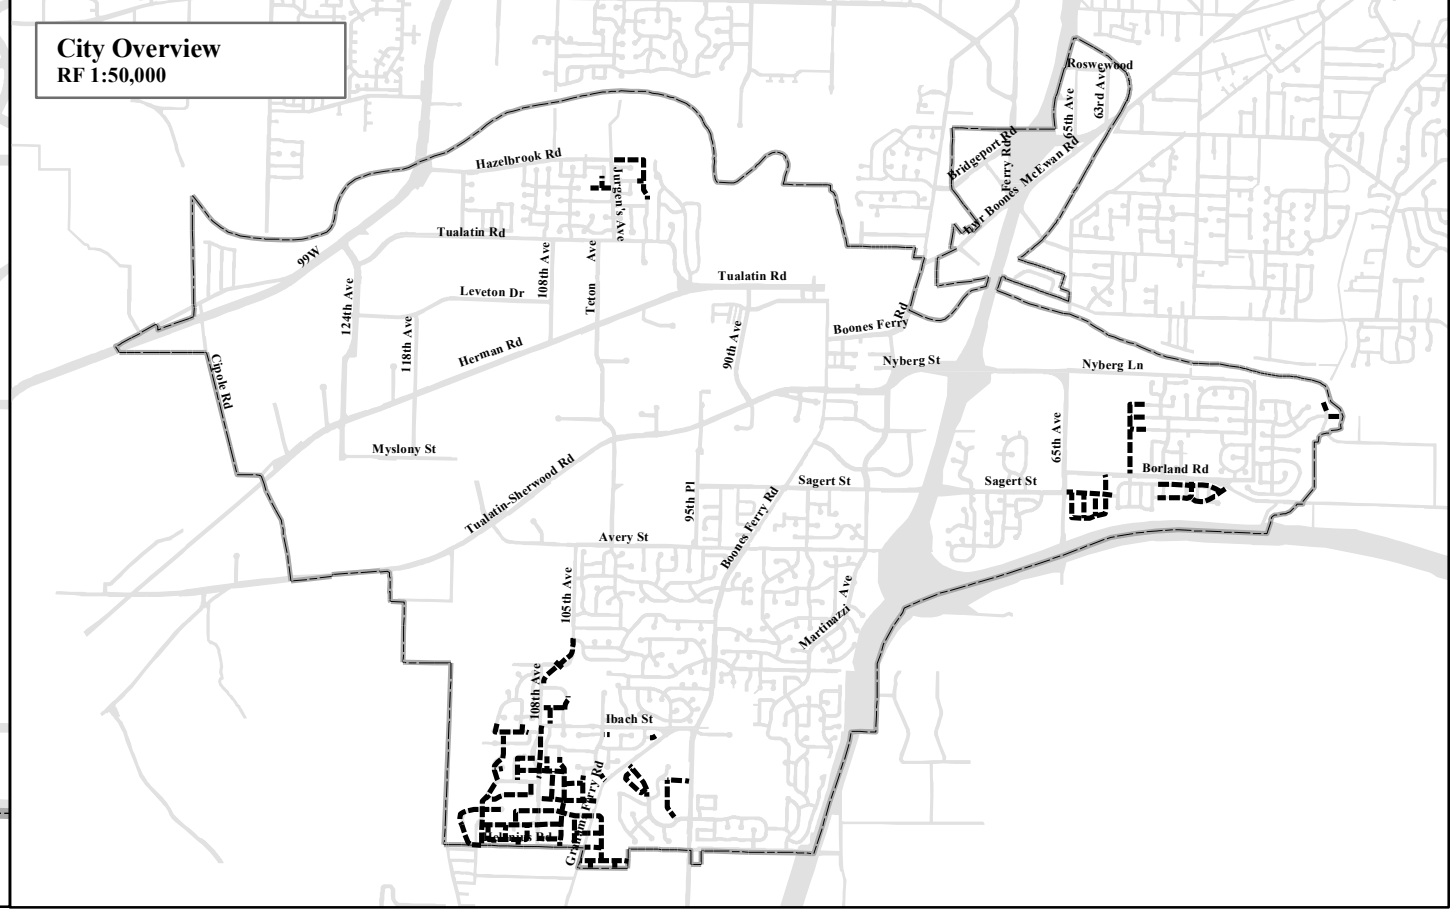 City Overview
RF 1:50,000
Roswewood
65th Ave
63rd Ave
Bridgeport Rd
Ferry Rd
McEwan Rd
lwr Boones
Hazelbrook Rd
Jurgen's Ave
Tualatin Rd
99W
108th Ave
Teton Ave
Tualatin Rd
Leveton Dr
124th Ave
118th Ave
Herman Rd
90th Ave
Boones Ferry Rd
Nyberg St
Nyberg Ln
Cipole Rd
65th Ave
Myslony St
Tualatin-Sherwood Rd
Borland Rd
Sagert St
Sagert St
95th Pl
Boones Ferry Rd
Avery St
105th Ave
Martinazzi Ave
108th Ave
Ibach St
Graham's Ferry Rd
Rd